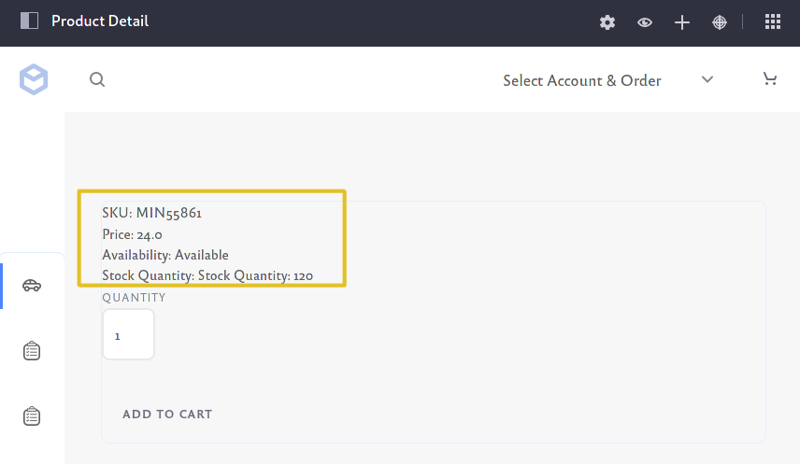 Product Detail
Select Account & Order
SKU: MIN55861
Price: 24.0
Availability: Available
Stock Quantity: Stock Quantity: 120
QUANTITY
1
ADD TO CART